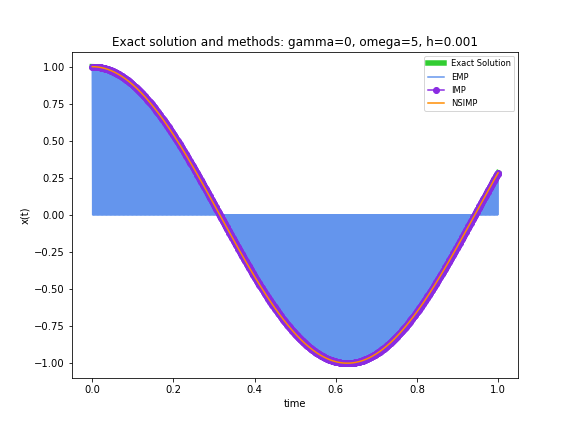 Exact solution and methods: gamma=0, omega=5, h=0.001
Exact Solution
EMP
IMP
NSIMP
x(t)
1.00
0.75
0.50
0.25
0.00
−0.25
−0.50
−0.75
−1.00
0.0 0.2 0.4 0.6 0.8 1.0
time